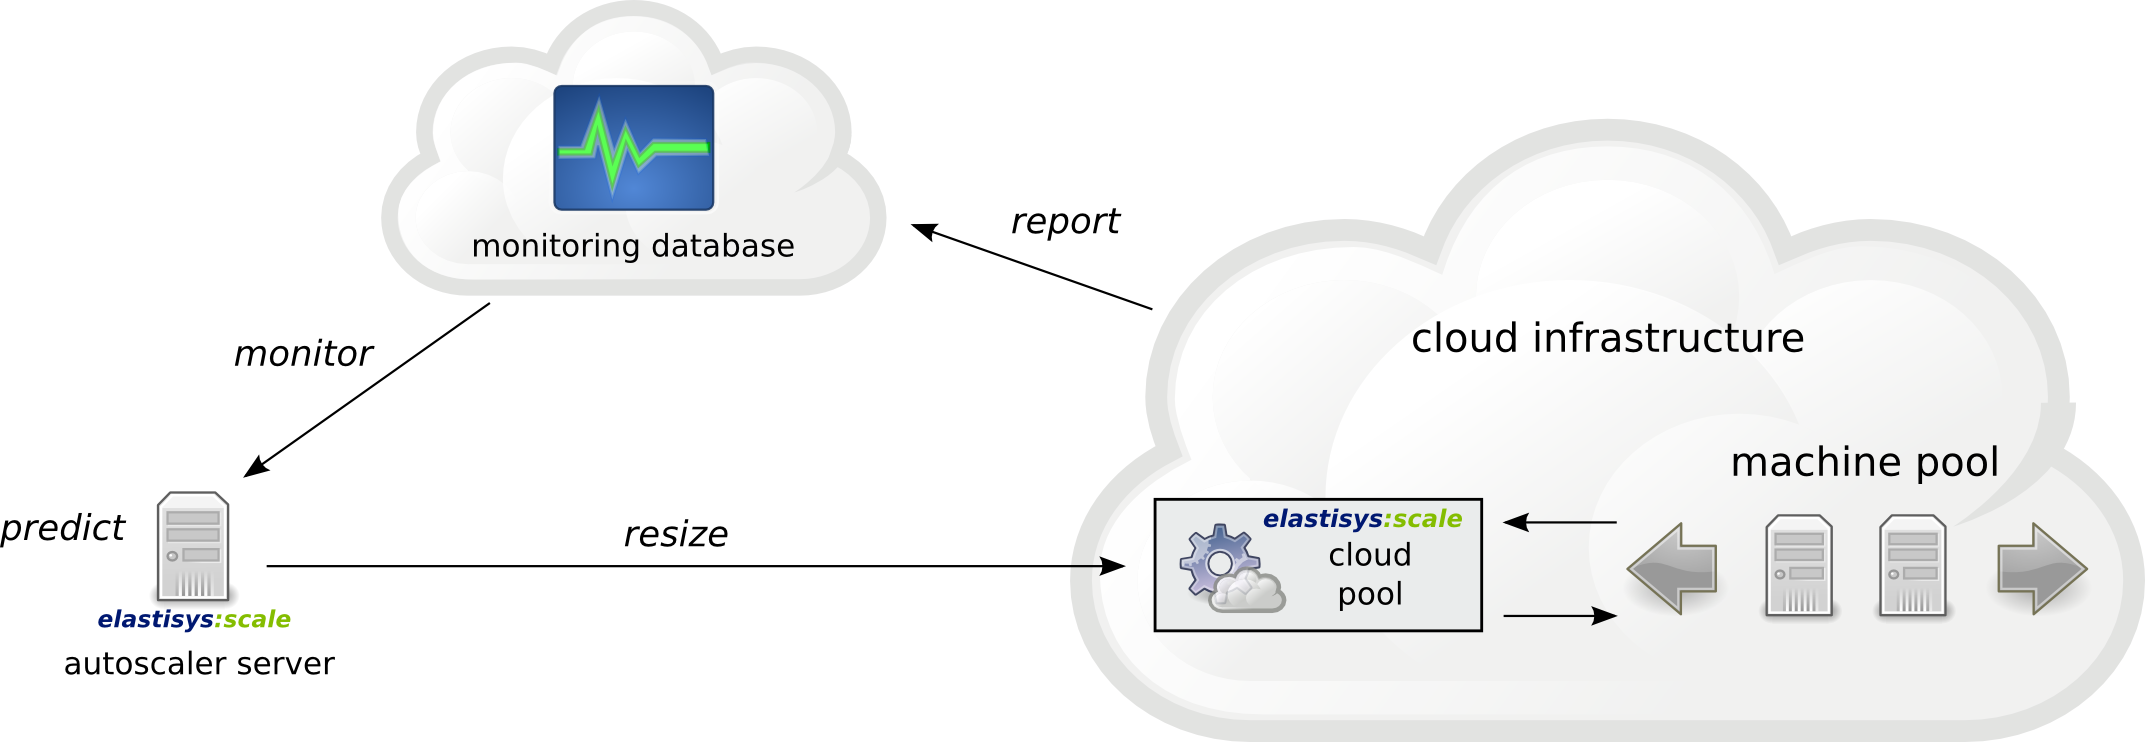 monitoring database
report
monitor
cloud infrastructure
machine pool
predict
resize
elastisys:scale
cloud
pool
elastisys:scale
autoscaler server